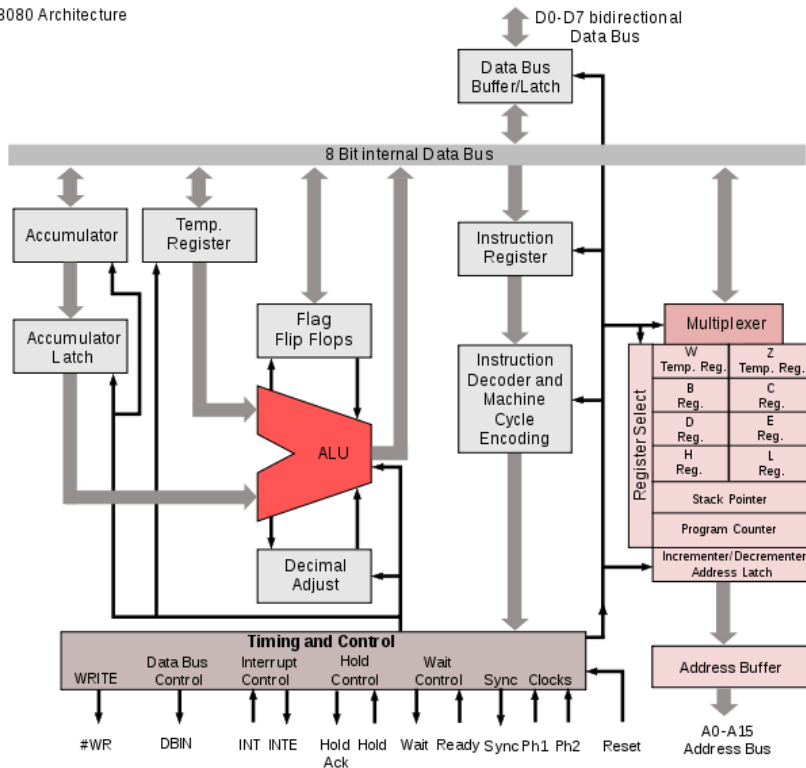 8080 Architecture
D0-D7 bidirectional
Data Bus
Data Bus
Buffer/Latch
8 Bit internal Data Bus
Accumulator
Temp.
Register
Instruction
Register
Flag
Flip Flops
Multiplexer
Accumulator
Latch
Instruction
Decoder and
Machine
Cycle
Encoding
Register Select
W
Temp. Reg.
Z
Temp. Reg.
B
Reg.
C
Reg.
D
Reg.
E
Reg.
H
Reg.
L
Reg.
Stack Pointer
Program Counter
Incrementer/Decrementer
Address Latch
ALU
Decimal
Adjust
Timing and Control
WRITE
Data Bus
Control
Interrupt
Control
Hold
Control
Wait
Control
Sync
Clocks
Address Buffer
#WR
DBIN
INT
INTE
Hold
Ack
Hold
Wait
Ready
Sync
Ph1
Ph2
Reset
A0-A15
Address Bus